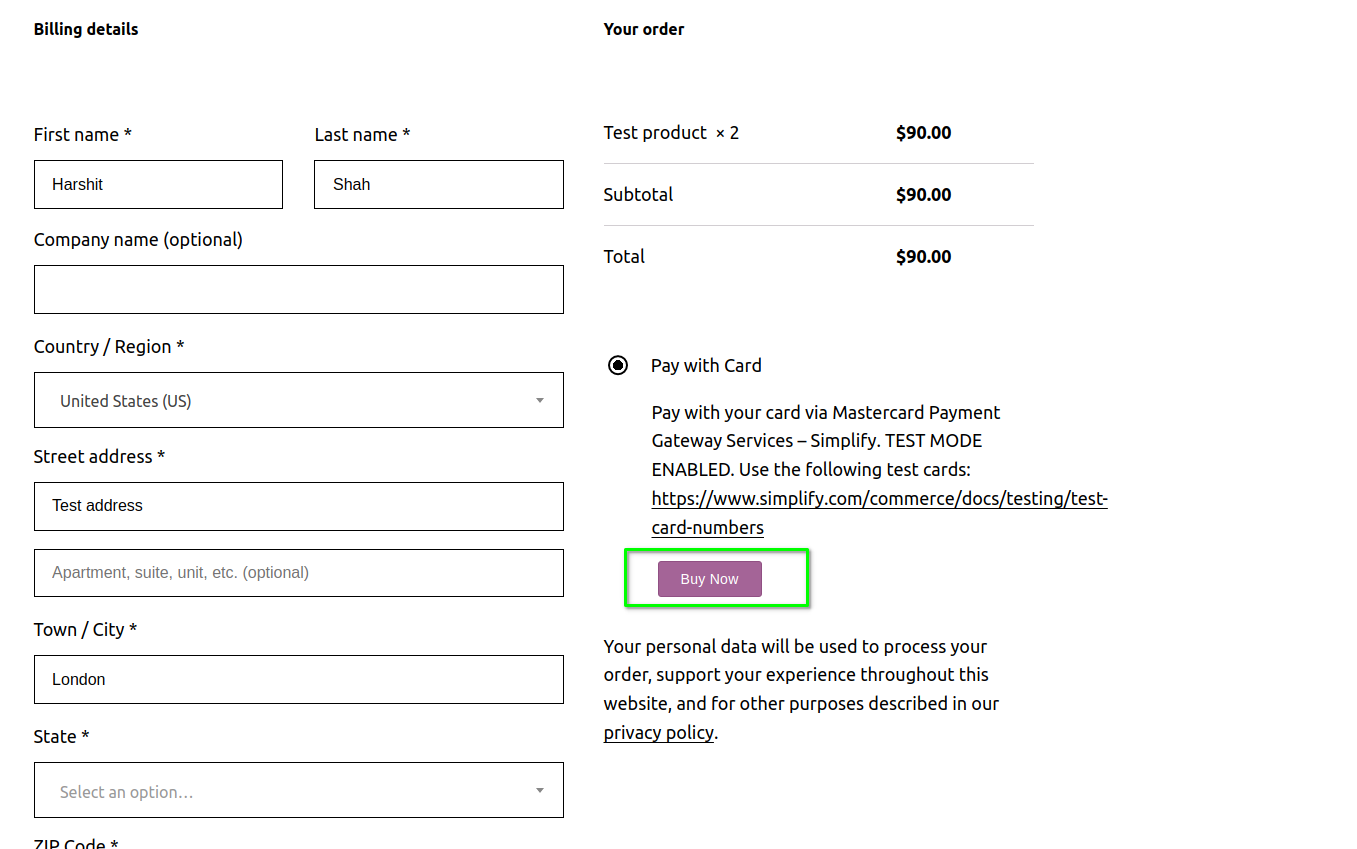 Billing details
First name *
Last name *
Harshit
Shah
Company name (optional)
Country / Region *
United States (US)
Street address *
Test address
Apartment, suite, unit, etc. (optional)
Town / City *
London
State *
Select an option…
ZIP Code *
Your order
Test product × 2 $90.00
Subtotal $90.00
Total $90.00
Pay with Card
Pay with your card via Mastercard Payment
Gateway Services – Simplify. TEST MODE
ENABLED. Use the following test cards:
https://www.simplify.com/commerce/docs/testing/test-
card-numbers
Buy Now
Your personal data will be used to process your
order, support your experience throughout this
website, and for other purposes described in our
privacy policy.